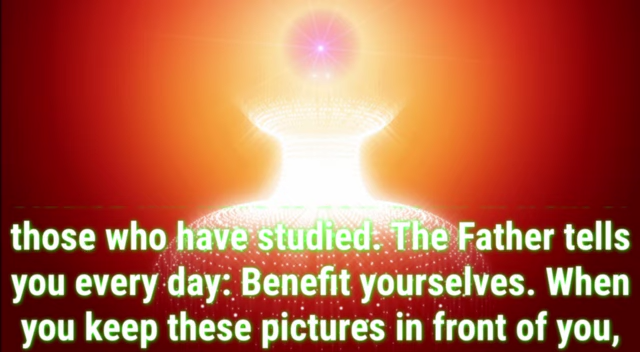 those who have studied. The Father tells
you every day: Benefit yourselves. When
you keep these pictures in front of you,